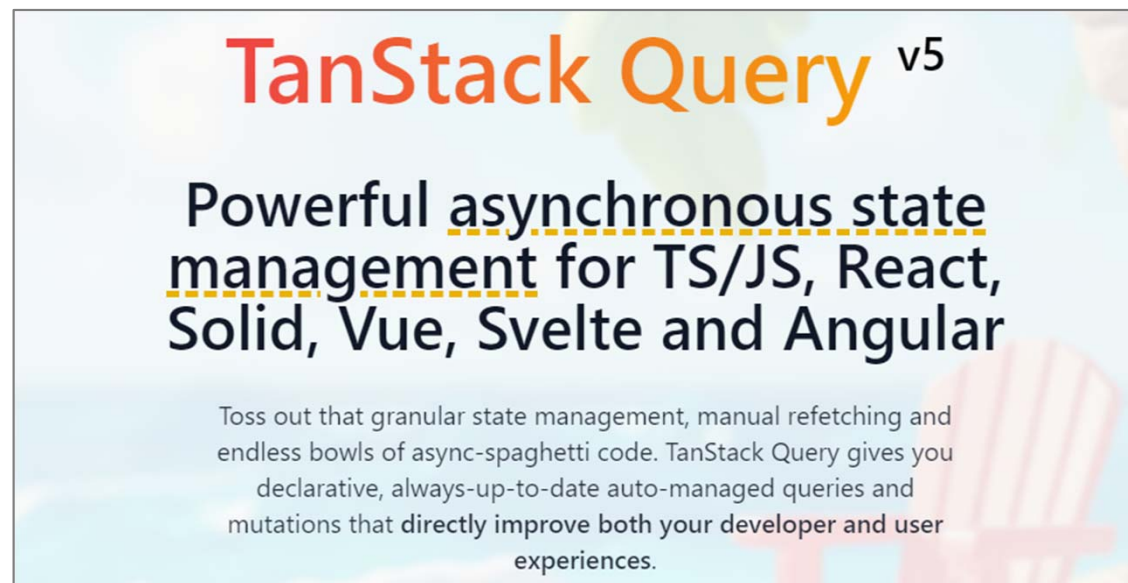 TanStack Query v5
Powerful asynchronous state
management for TS/JS, React,
Solid, Vue, Svelte and Angular
Toss out that granular state management, manual refetching and
endless bowls of async-spaghetti code. TanStack Query gives you
declarative, always-up-to-date auto-managed queries and
mutations that directly improve both your developer and user
experiences.